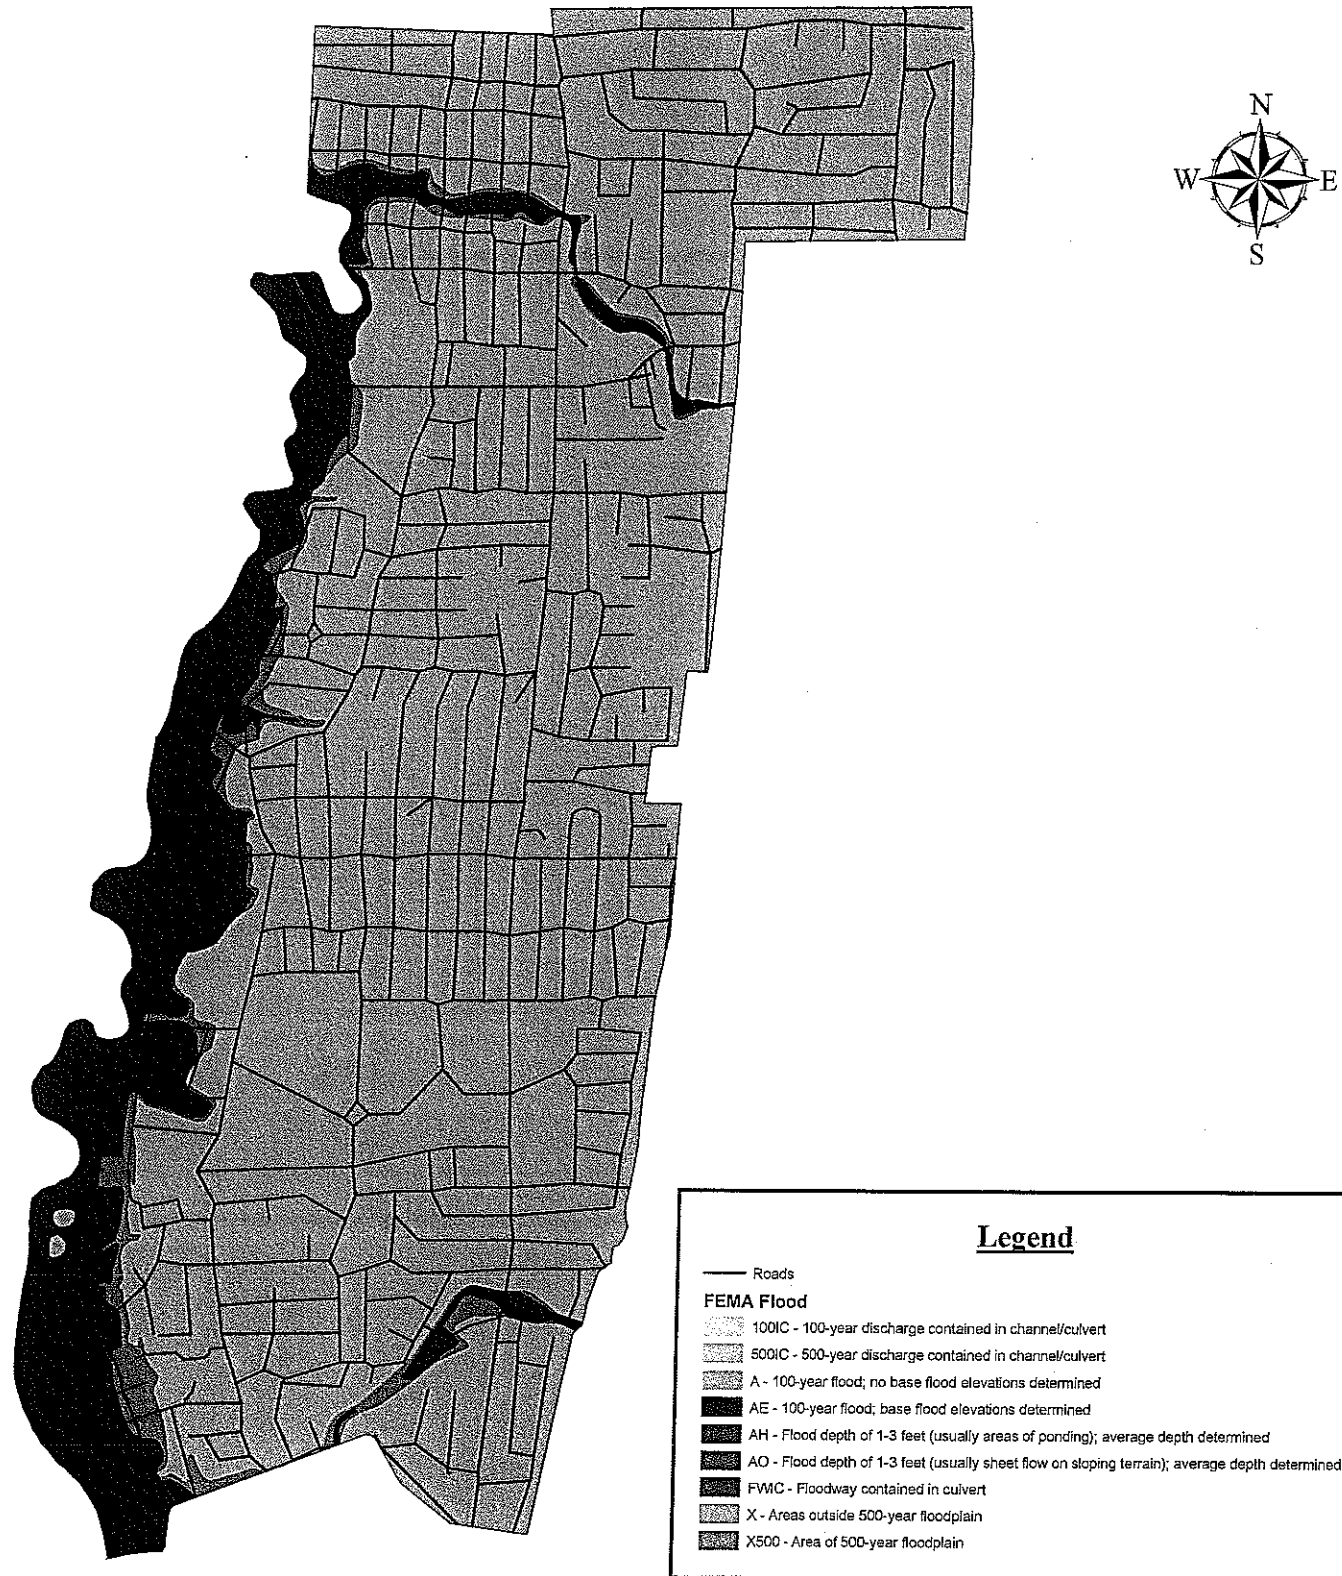 N
W E
S
Legend
Roads
FEMA Flood
100IC - 100-year discharge contained in channel/culvert
500IC - 500-year discharge contained in channel/culvert
A - 100-year flood; no base flood elevations determined
AE - 100-year flood; base flood elevations determined
AH - Flood depth of 1-3 feet (usually areas of ponding); average depth determined
AO - Flood depth of 1-3 feet (usually sheet flow on sloping terrain); average depth determined
FWIC - Floodway contained in culvert
X - Areas outside 500-year floodplain
X500 - Area of 500-year floodplain